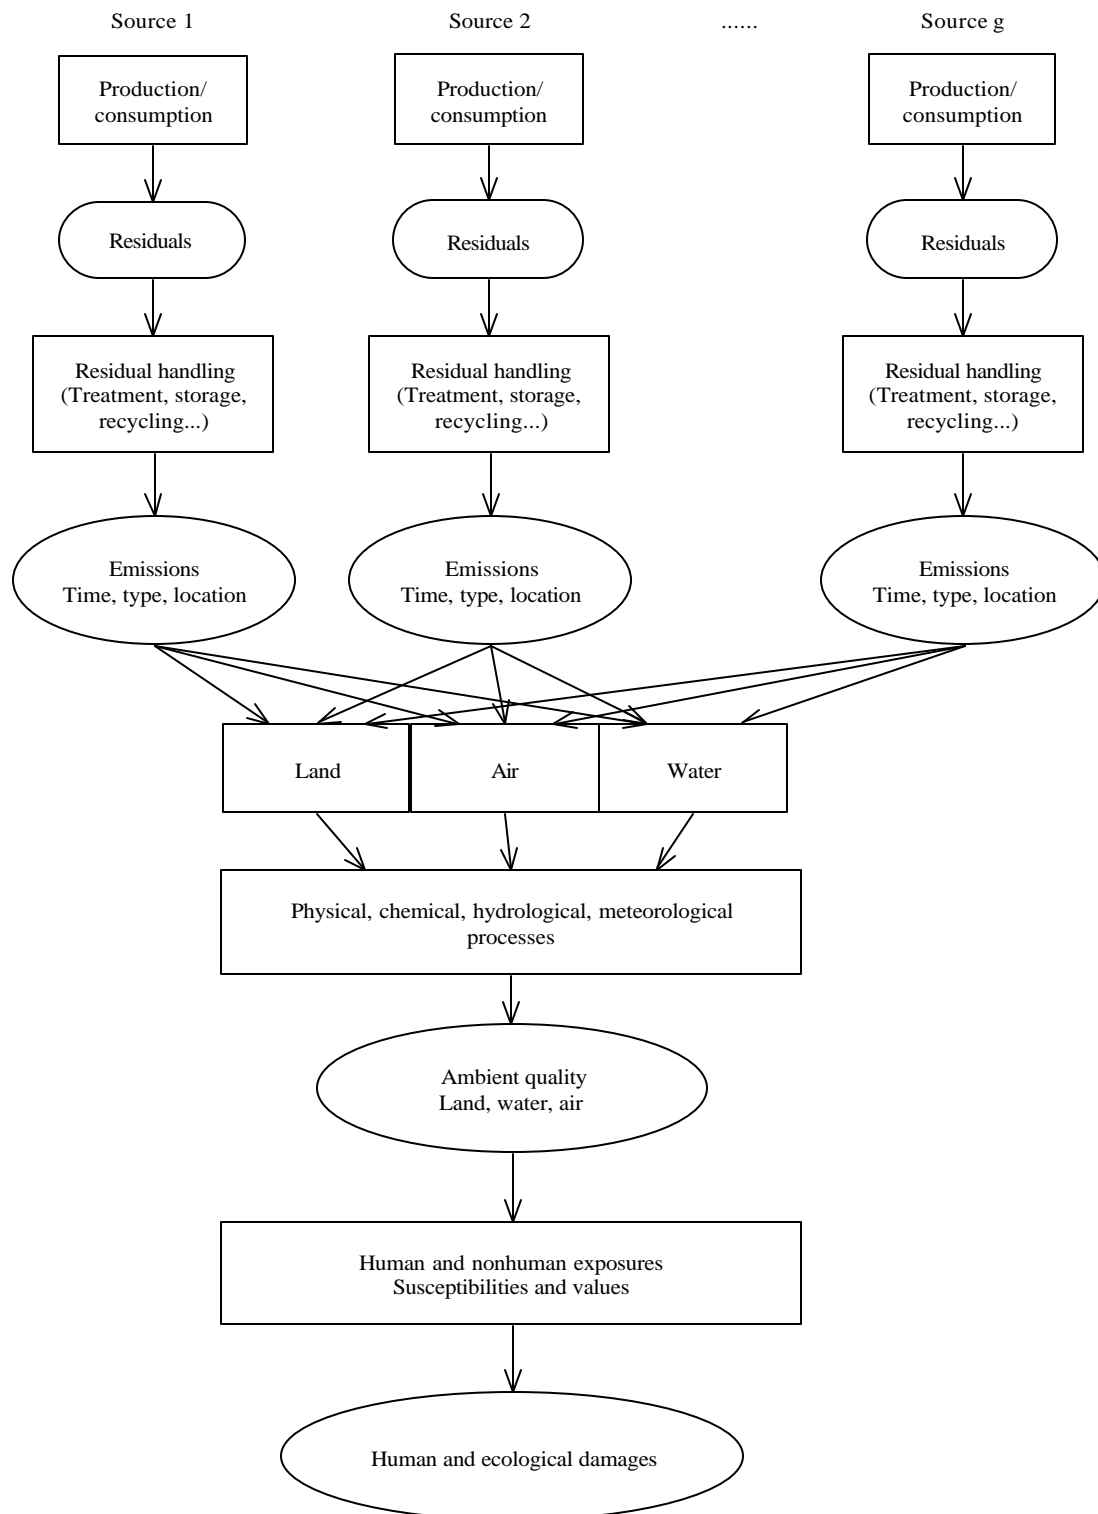 Source 1
Source 2
......
Source g
Production/
consumption
Production/
consumption
Production/
consumption
Residuals
Residuals
Residuals
Residual handling
(Treatment, storage,
recycling...)
Residual handling
(Treatment, storage,
recycling...)
Residual handling
(Treatment, storage,
recycling...)
Emissions
Time, type, location
Emissions
Time, type, location
Emissions
Time, type, location
Land
Air
Water
Physical, chemical, hydrological, meteorological
processes
Ambient quality
Land, water, air
Human and nonhuman exposures
Susceptibilities and values
Human and ecological damages